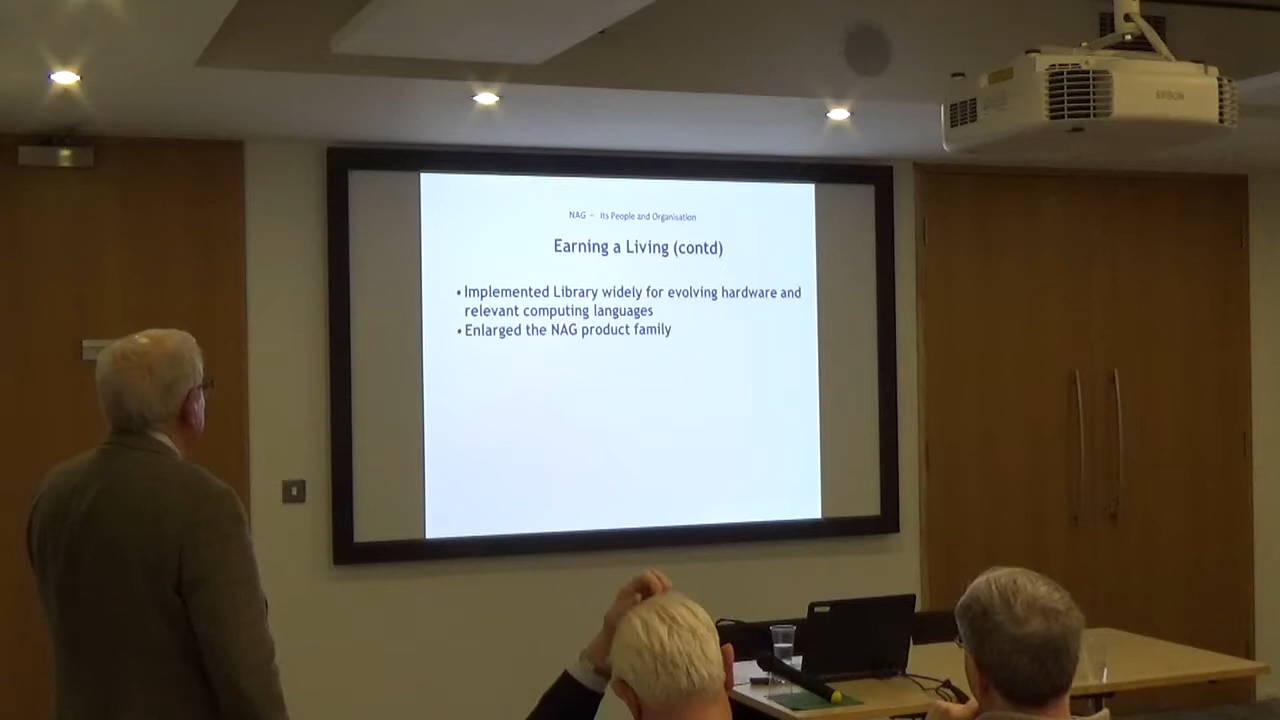 EPSON
NAG - Its People and Organisation
Earning a Living (contd)
• Implemented Library widely for evolving hardware and
relevant computing languages
• Enlarged the NAG product family